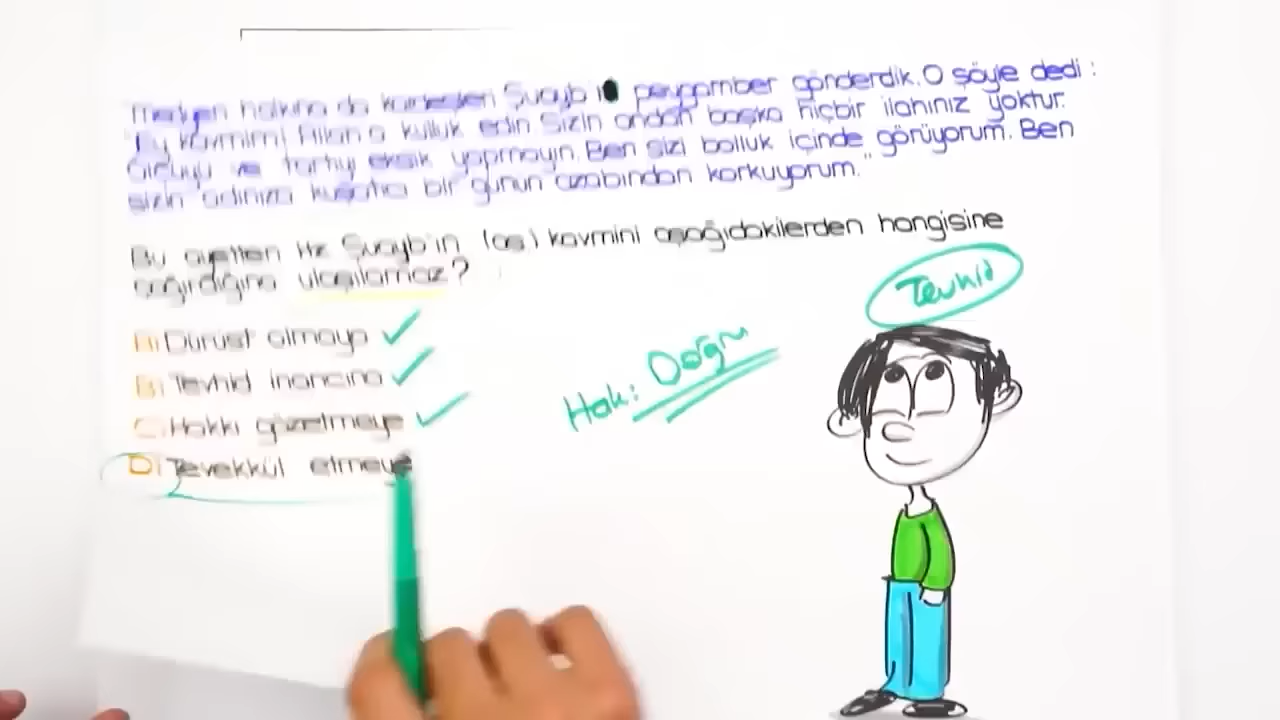 "Medyen halkına da kardeşleri Şuayb'ı peygamber gönderdik. O şöyle dedi:
"Ey kavmim! Allah'a kulluk edin. Sizin ondan başka hiçbir ilahınız yoktur.
Ölçüyü ve tartıyı eksik yapmayın. Ben sizi bolluk içinde görüyorum. Ben
sizin adınıza kuşatıcı bir günün azabından korkuyorum."
Bu ayetten Hz. Şuayb'in (as) kavmini aşağıdakilerden hangisine
çağırdığına ulaşılamaz?
Tevhid
A) Dürüst olmaya
B) Tevhid inancına
Hak: Doğru
C) Hakkı gözetmeye
D) Tevekkül etmeye